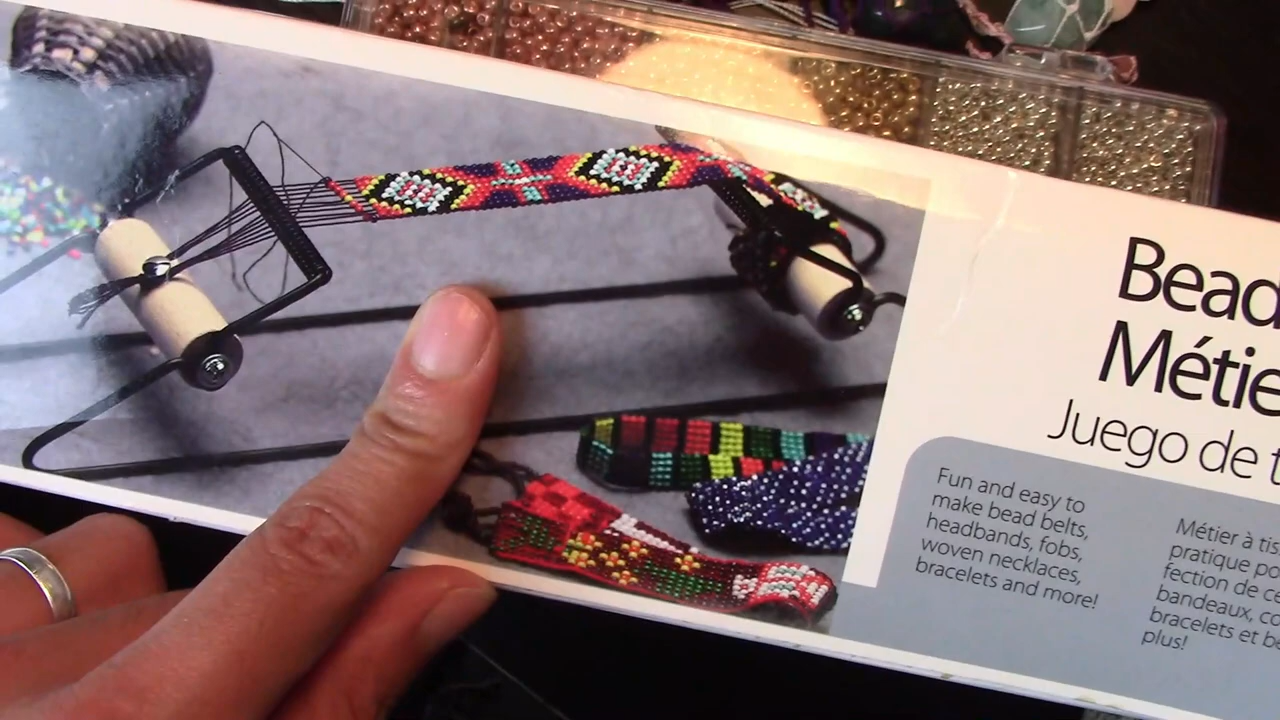 Bead
Métie
Juego de t
Fun and easy to
make bead belts,
headbands, fobs,
woven necklaces,
bracelets and more!
Métier à tis
pratique po
fection de ce
bandeaux, co
bracelets et be
plus!